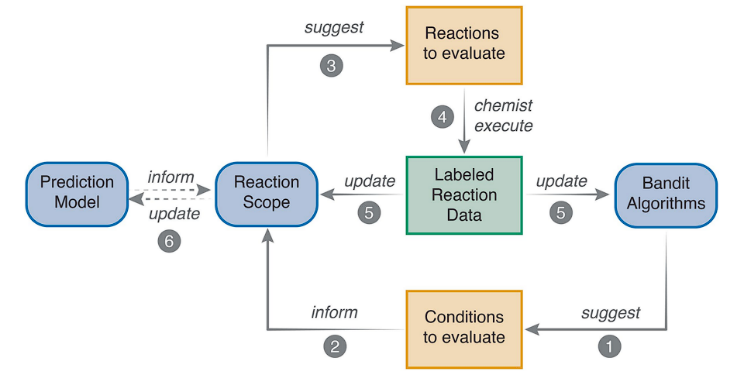 suggest
3
Reactions
to evaluate
4
chemist
execute
Prediction
Model
inform
update
6
Reaction
Scope
update
5
Labeled
Reaction
Data
update
5
Bandit
Algorithms
inform
2
Conditions
to evaluate
suggest
1